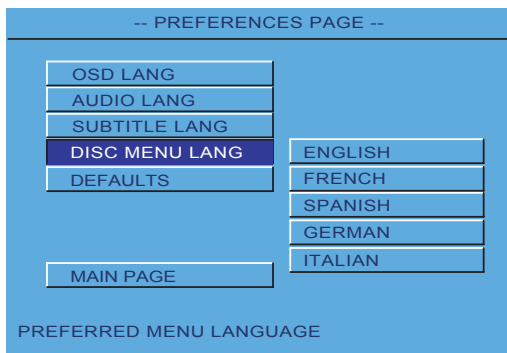 -- PREFERENCES PAGE --
OSD LANG
AUDIO LANG
SUBTITLE LANG
DISC MENU LANG
DEFAULTS
MAIN PAGE
ENGLISH
FRENCH
SPANISH
GERMAN
ITALIAN
PREFERRED MENU LANGUAGE